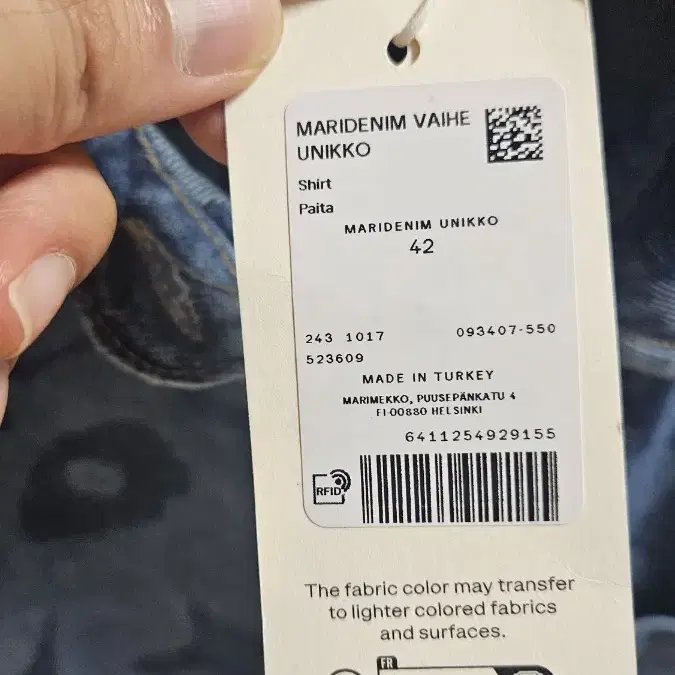 MARIDENIM VAIHE
UNIKKO
Shirt
Paita
MARIDENIM UNIKKO
42
243 1017 093407-550
523609
MADE IN TURKEY
MARIMEKKO, PUUSEPÄNKATU 4
FI-00880 HELSINKI
6411254929155
RFID
The fabric color may transfer
to lighter colored fabrics
and surfaces.
FR